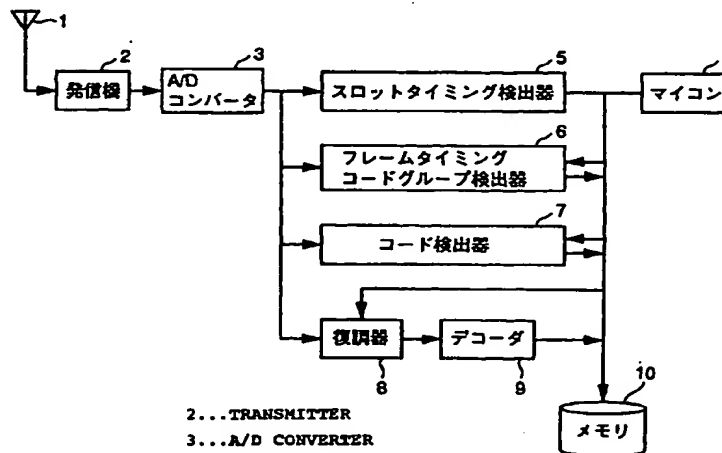 1
2
発信機
3
A/D
コンバータ
5
スロットタイミング検出器
マイコン
6
フレームタイミング
コードグループ検出器
7
コード検出器
復調器
8
デコーダ
9
10
メモリ
2...TRANSMITTER
3...A/D CONVERTER